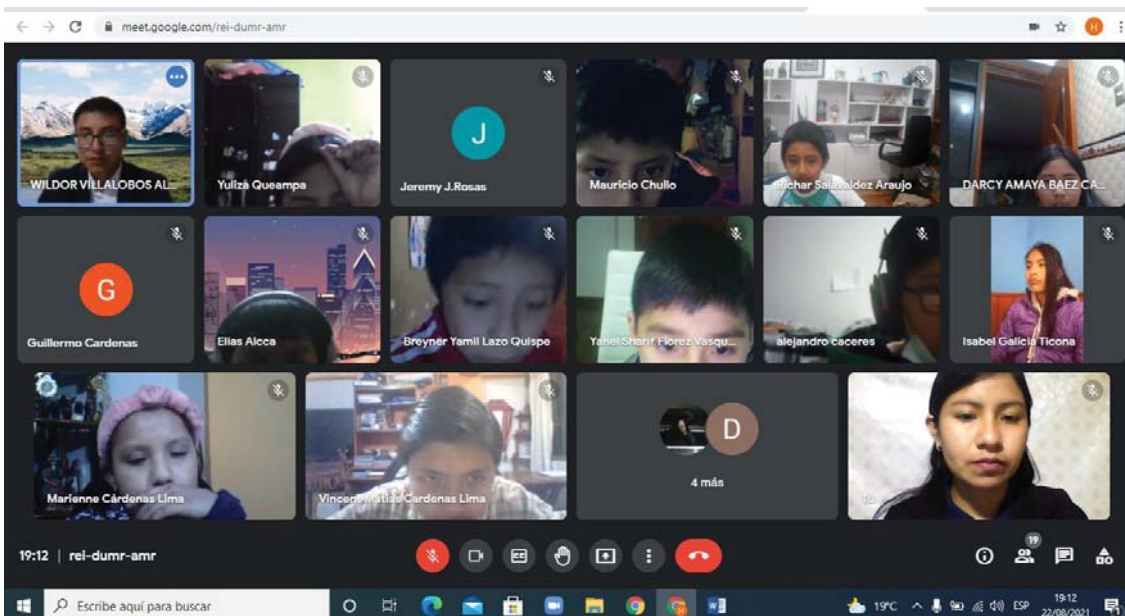 meet.google.com/rei-dumr-amr
H
WILDOR VILLALOBOS AL...
Yuliza Queampa
J
Jeremy J.Rosas
Mauricio Chullo
Richar Salavaldez Araujo
DARCY AMAYA BAEZ CA...
G
Guillermo Cardenas
Elias Alcca
Breyner Yamil Lazo Quispe
Yahel Sharif Florez Vasqu...
alejandro caceres
Isabel Galicia Ticona
Marienne Cárdenas Lima
Vincent Matias Cardenas Lima
D
4 más
Tú
19:12 | rei-dumr-amr
19
Escribe aquí para buscar
19°C
ESP
19:12
22/08/2021